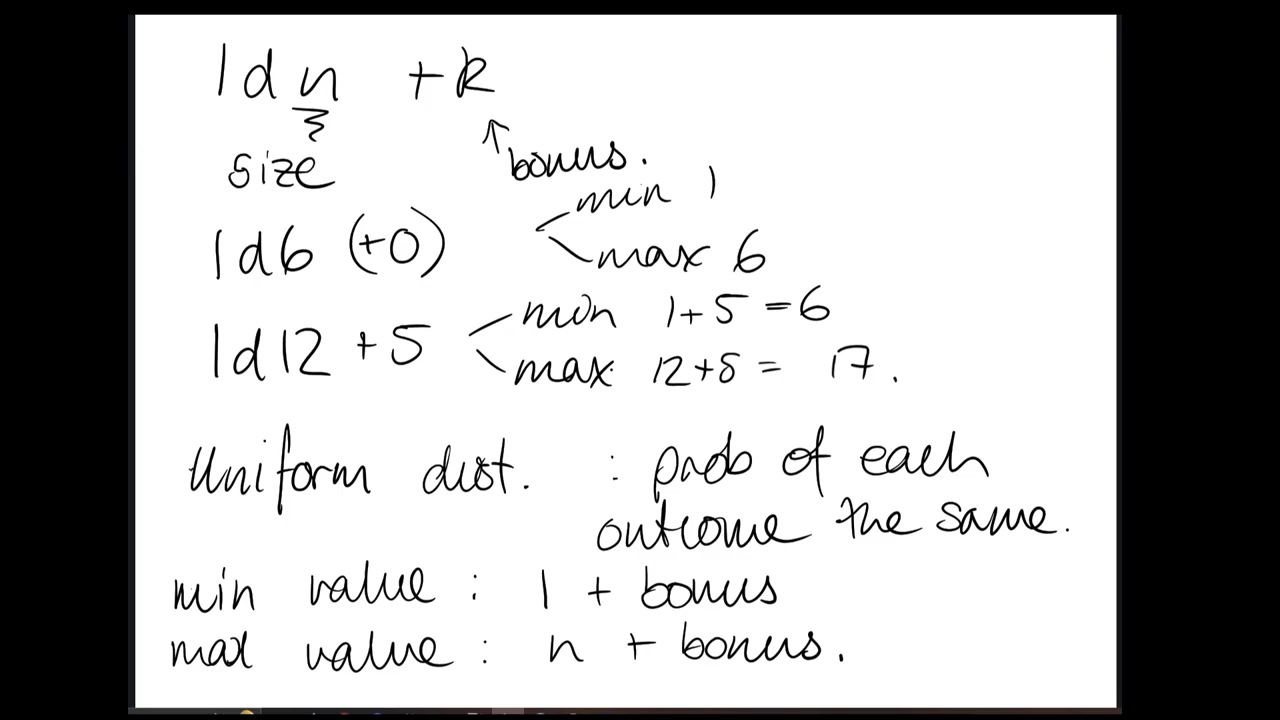 1dn +k
size
↑ bonus.
1d6 (+0) < min 1
max 6
1d12 + 5 < min 1+5 = 6
max 12+5 = 17.
Uniform dist. : prob of each
outcome the same.
min value : 1 + bonus
max value : n + bonus.